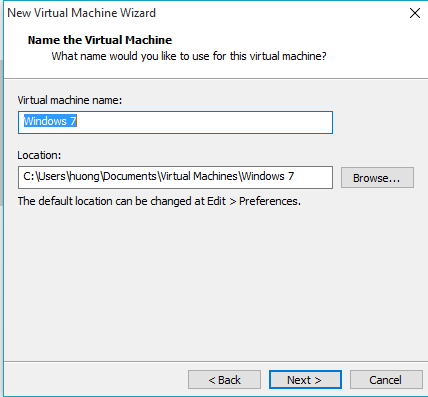 New Virtual Machine Wizard
Name the Virtual Machine
What name would you like to use for this virtual machine?
Virtual machine name:
Windows 7
Location:
C:\Users\huong\Documents\Virtual Machines\Windows 7
Browse...
The default location can be changed at Edit > Preferences.
< Back Next > Cancel